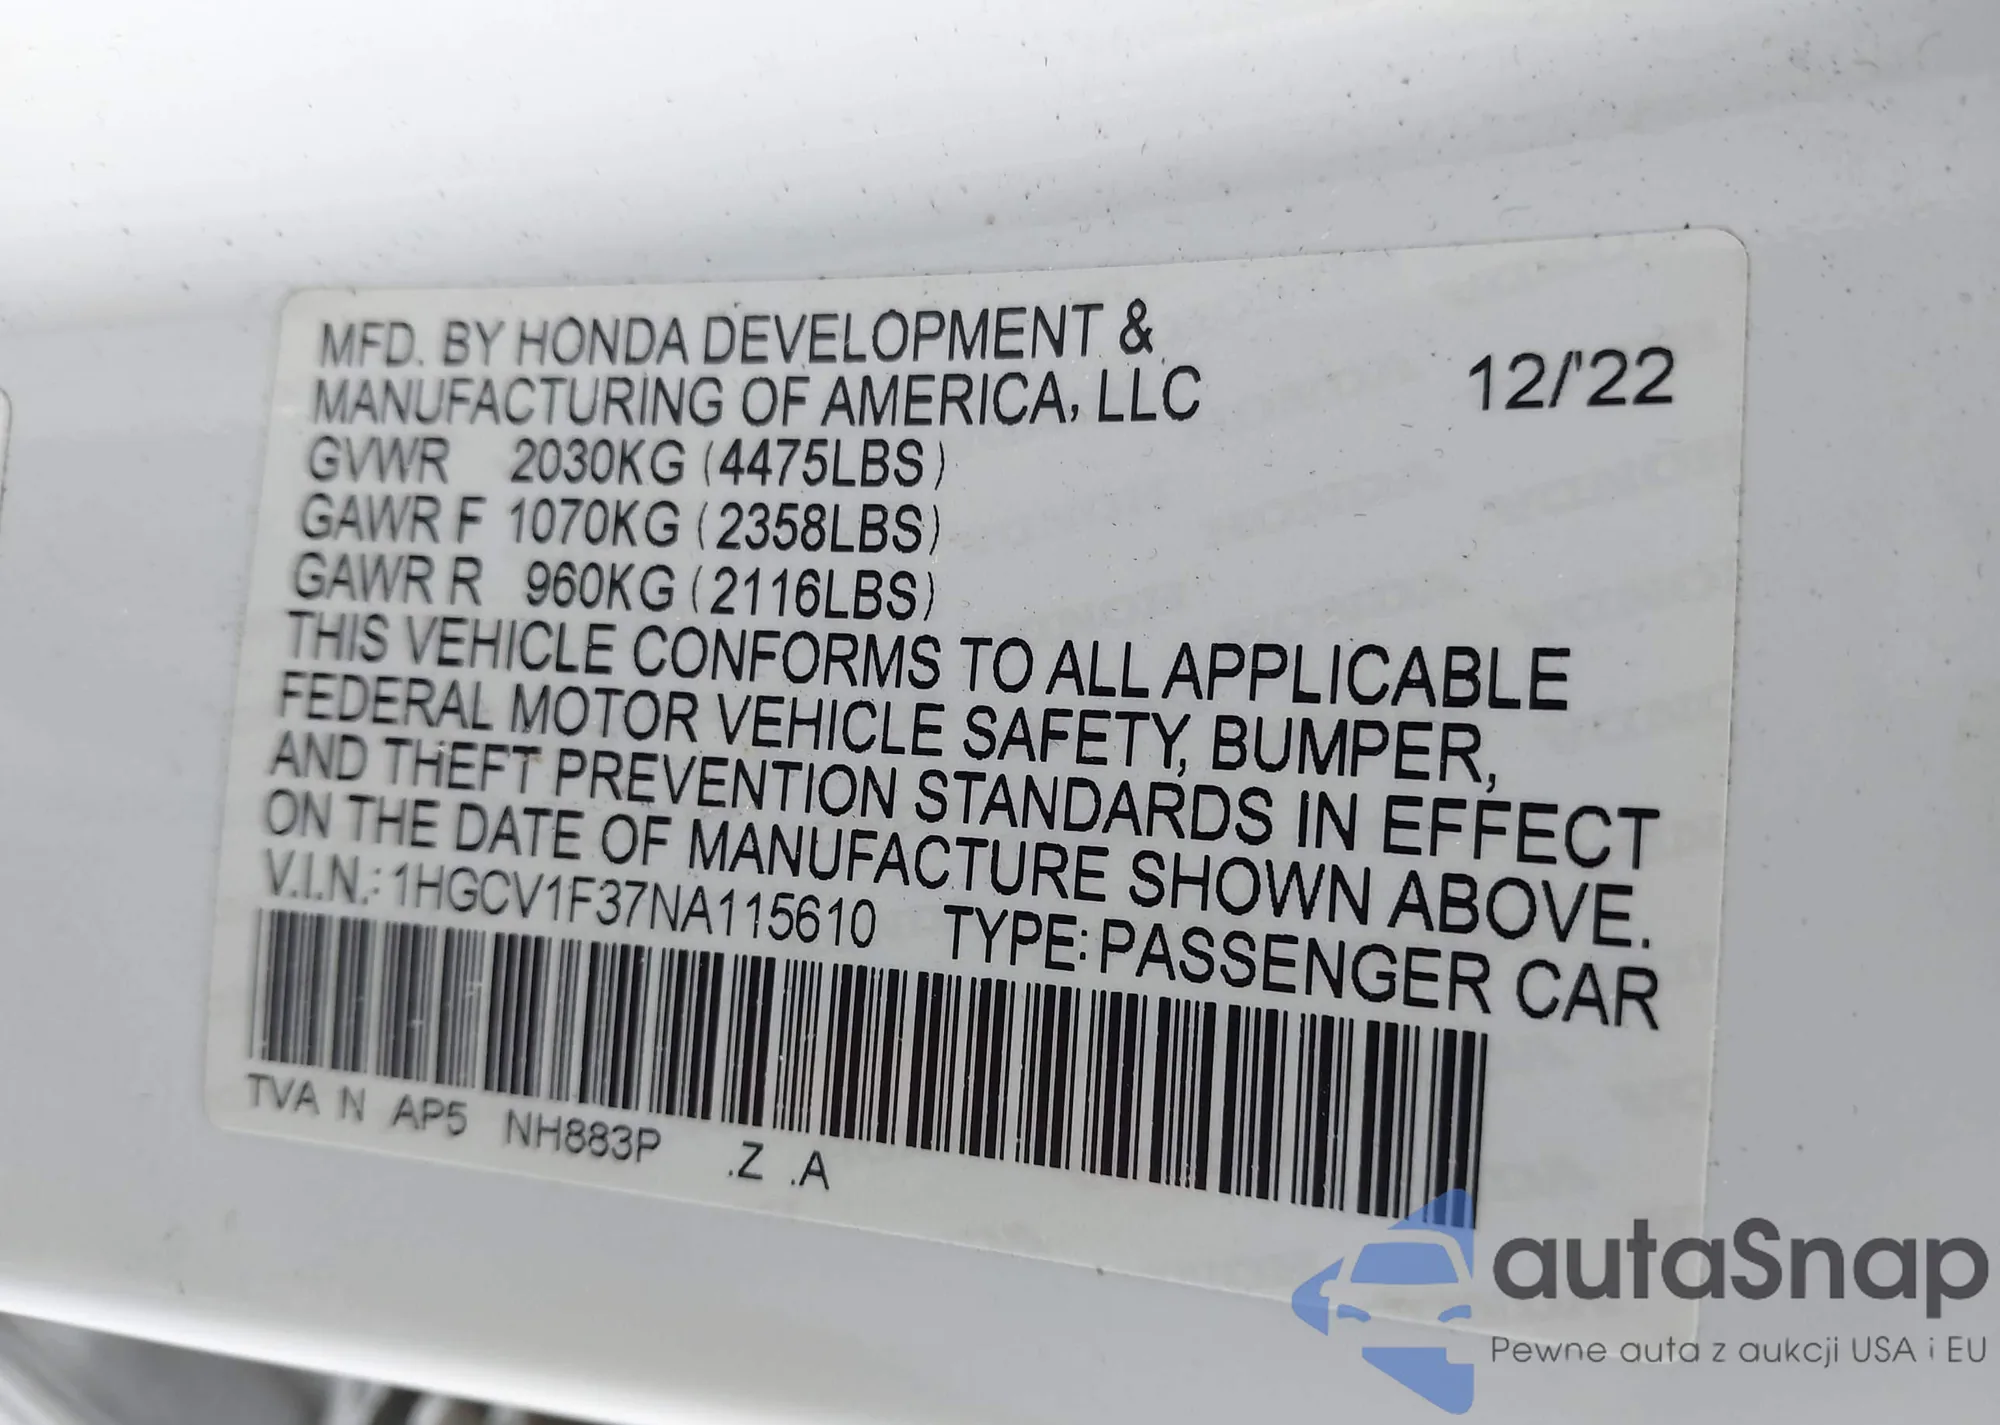 MFD. BY HONDA DEVELOPMENT &
MANUFACTURING OF AMERICA, LLC
12/'22
GVWR 2030KG (4475LBS)
GAWR F 1070KG (2358LBS)
GAWR R 960KG (2116LBS)
THIS VEHICLE CONFORMS TO ALL APPLICABLE
FEDERAL MOTOR VEHICLE SAFETY, BUMPER,
AND THEFT PREVENTION STANDARDS IN EFFECT
ON THE DATE OF MANUFACTURE SHOWN ABOVE.
V.I.N.: 1HGCV1F37NA115610 TYPE: PASSENGER CAR
TVA N AP5 NH883P .Z .A
autaSnap
Pewne auta z aukcji USA i EU